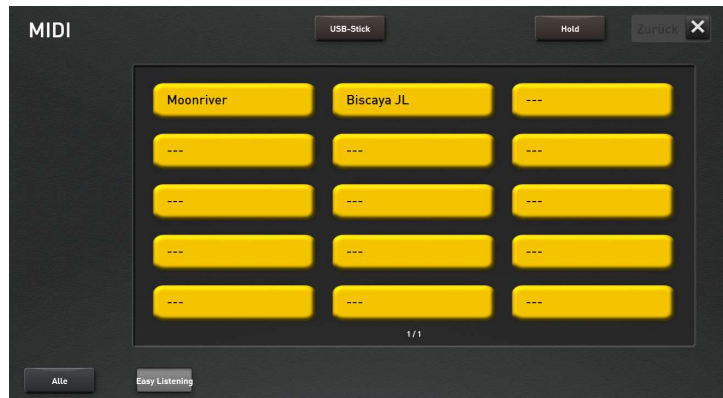 MIDI
USB-Stick
Hold
Zurück
Moonriver
Biscaya JL
---
---
---
---
---
---
---
---
---
---
---
---
---
1/1
Alle
Easy Listening